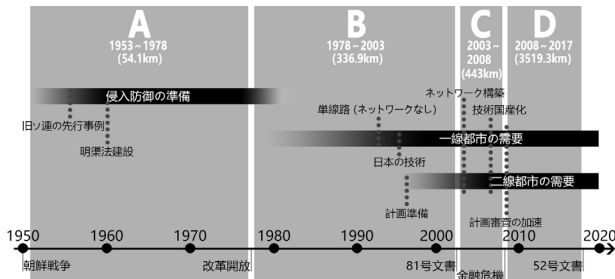 A
1953~1978
(54.1km)
B
1978~2003
(336.9km)
C
2003~
2008
(443km)
D
2008~2017
(3519.3km)
侵入防御の準備
旧ソ連の先行事例
明渠法建設
単線路 (ネットワークなし)
ネットワーク構築
技術国産化
一線都市の需要
日本の技術
二線都市の需要
計画準備
計画審査の加速
1950
1960
1970
1980
1990
2000
2010
2020
朝鮮戦争
改革開放
81号文書
金融危機
52号文書